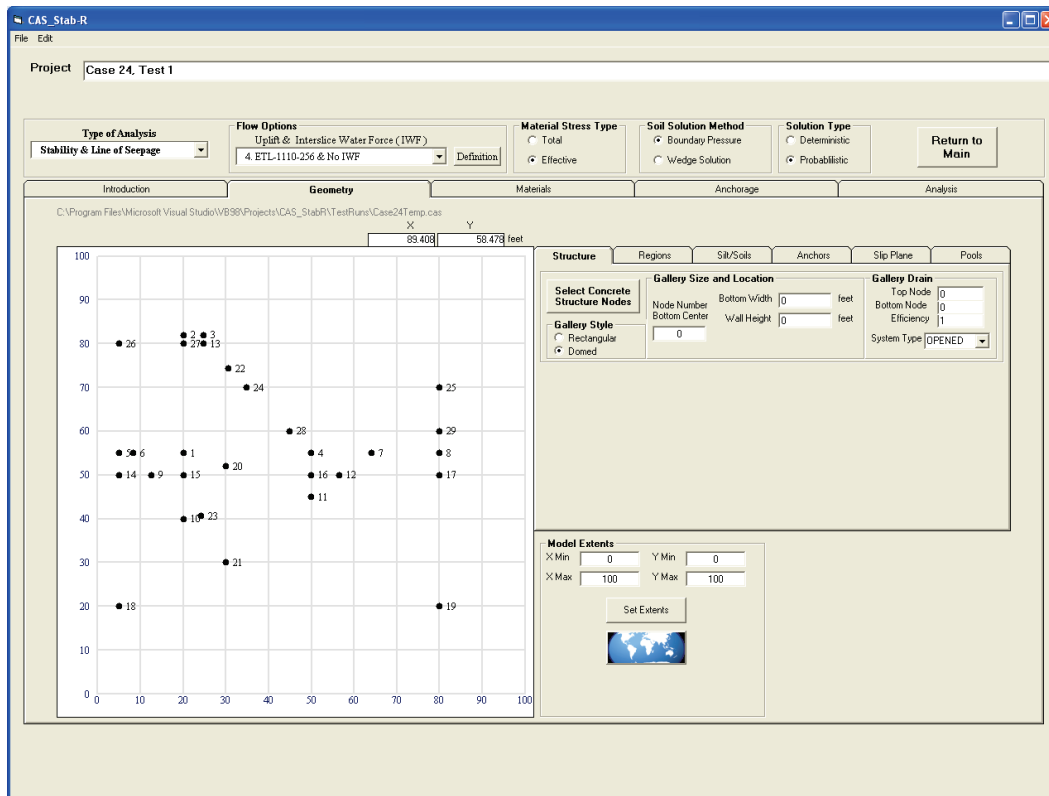 CAS_Stab-R
File Edit
Project Case 24, Test 1
Type of Analysis
Stability & Line of Seepage
Flow Options
Uplift & Interslice Water Force ( IWF )
4. ETL-1110-256 & No IWF Definition
Material Stress Type
Total
Effective
Soil Solution Method
Boundary Pressure
Wedge Solution
Solution Type
Deterministic
Probablilistic
Return to
Main
Introduction Geometry Materials Anchorage Analysis
C:\Program Files\Microsoft Visual Studio\VB98\Projects\CAS_StabR\TestRuns\Case24Temp.cas
X Y
89.408 58.478 feet
100
90
80
70
60
50
40
30
20
10
0
0 10 20 30 40 50 60 70 80 90 100
2 3
26 27 13
22
24 25
28 29
5 6 1 4 7 8
20
14 9 15 16 12 17
11
10 23
21
18 19
Structure Regions Silt/Soils Anchors Slip Plane Pools
Select Concrete
Structure Nodes
Gallery Style
Rectangular
Domed
Gallery Size and Location
Node Number
Bottom Center
0
Bottom Width 0 feet
Wall Height 0 feet
Gallery Drain
Top Node 0
Bottom Node 0
Efficiency 1
System Type OPENED
Model Extents
X Min 0 Y Min 0
X Max 100 Y Max 100
Set Extents